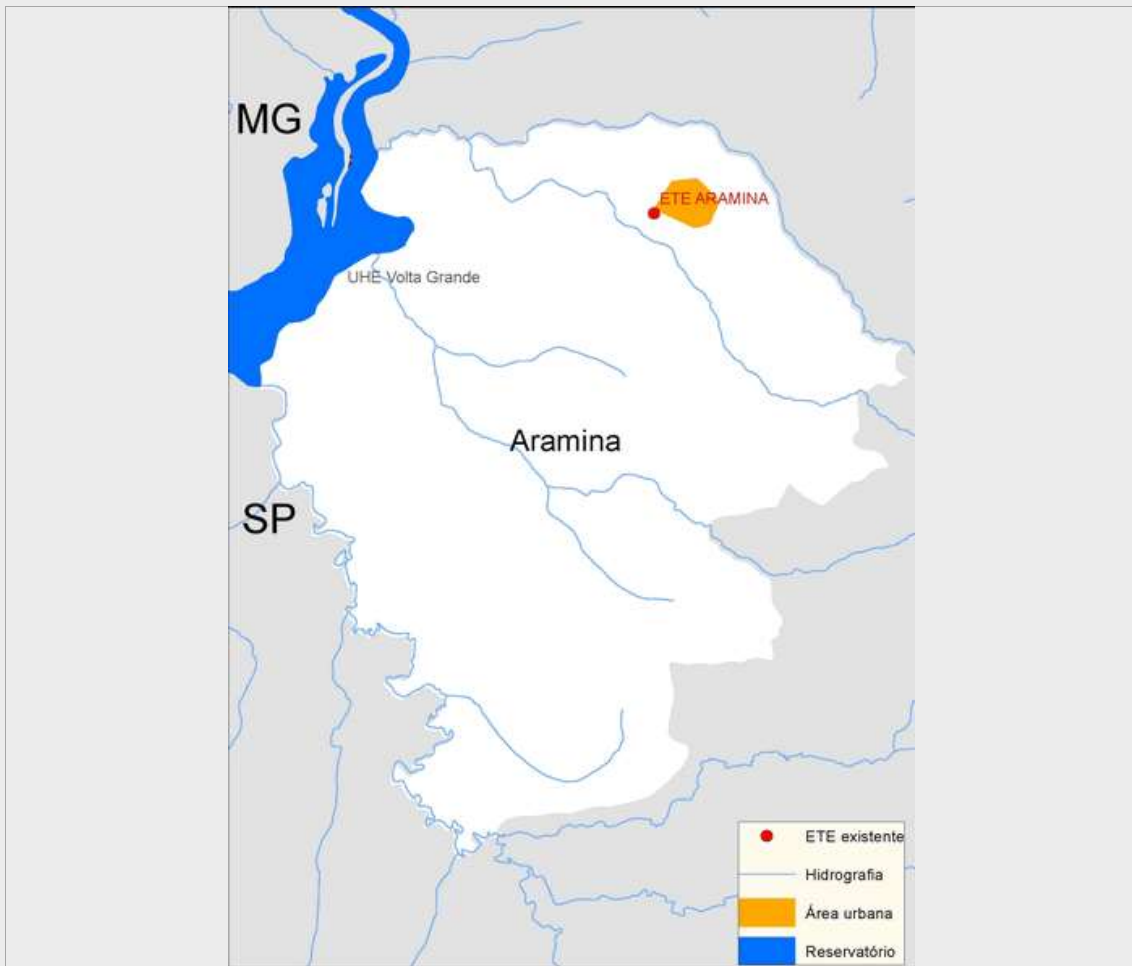 MG
ETE ARAMINA
UHE Volta Grande
Aramina
SP
ETE existente
Hidrografia
Área urbana
Reservatório